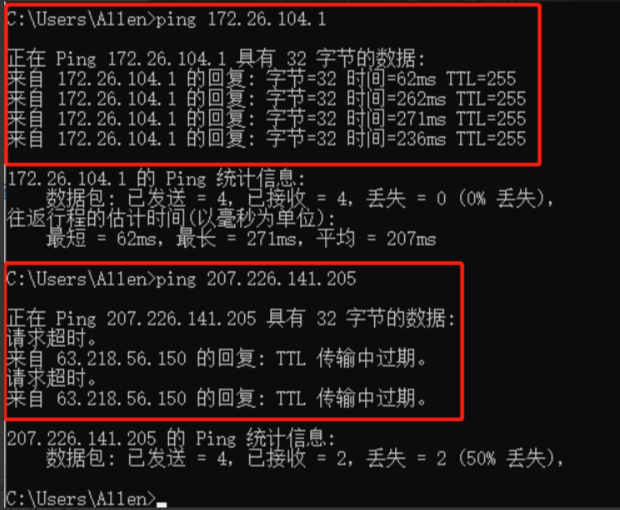 C:\Users\Allen>ping 172.26.104.1
正在 Ping 172.26.104.1 具有 32 字节的数据:
来自 172.26.104.1 的回复: 字节=32 时间=62ms TTL=255
来自 172.26.104.1 的回复: 字节=32 时间=262ms TTL=255
来自 172.26.104.1 的回复: 字节=32 时间=271ms TTL=255
来自 172.26.104.1 的回复: 字节=32 时间=236ms TTL=255
172.26.104.1 的 Ping 统计信息:
数据包: 已发送 = 4，已接收 = 4，丢失 = 0 (0% 丢失)，
往返行程的估计时间(以毫秒为单位):
最短 = 62ms，最长 = 271ms，平均 = 207ms
C:\Users\Allen>ping 207.226.141.205
正在 Ping 207.226.141.205 具有 32 字节的数据:
请求超时。
来自 63.218.56.150 的回复: TTL 传输中过期。
请求超时。
来自 63.218.56.150 的回复: TTL 传输中过期。
207.226.141.205 的 Ping 统计信息:
数据包: 已发送 = 4，已接收 = 2，丢失 = 2 (50% 丢失)，
C:\Users\Allen>